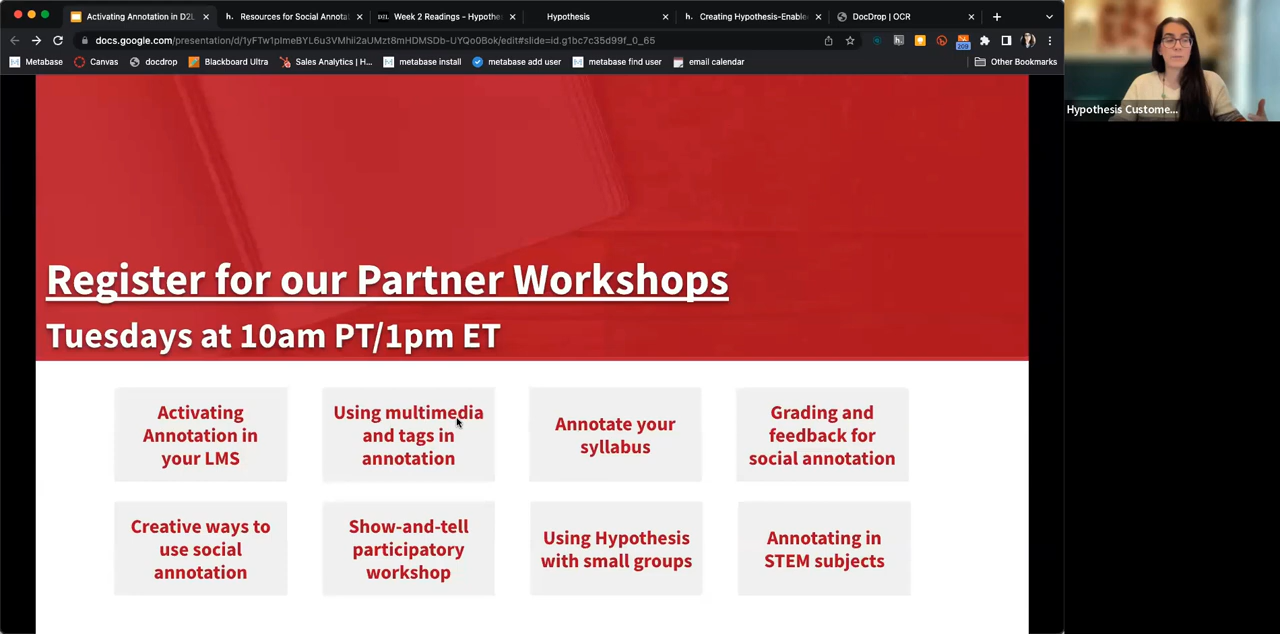 Activating Annotation in D2L
h. Resources for Social Annotat
D2L Week 2 Readings - Hypothe
Hypothesis
h. Creating Hypothesis-Enable
DocDrop | OCR
docs.google.com/presentation/d/1yFTw1pImeBYL6u3VMhii2aUMzt8mHDMSDb-UYQo0Bok/edit#slide=id.g1bc7c35d99f_0_65
209
Metabase
Canvas
docdrop
Blackboard Ultra
Sales Analytics | H...
metabase install
metabase add user
metabase find user
email calendar
Other Bookmarks
Hypothesis Custome...
Register for our Partner Workshops
Tuesdays at 10am PT/1pm ET
Activating
Annotation in
your LMS
Using multimedia
and tags in
annotation
Annotate your
syllabus
Grading and
feedback for
social annotation
Creative ways to
use social
annotation
Show-and-tell
participatory
workshop
Using Hypothesis
with small groups
Annotating in
STEM subjects